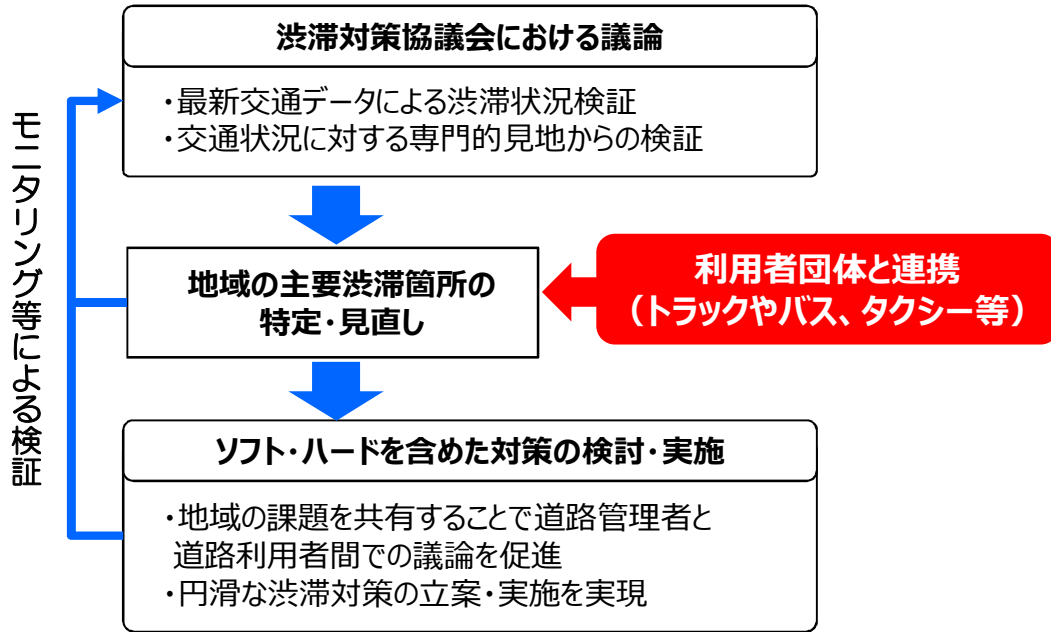 渋滞対策協議会における議論
・最新交通データによる渋滞状況検証
・交通状況に対する専門的見地からの検証
モニタリング等による検証
地域の主要渋滞箇所の
特定・見直し
利用者団体と連携
（トラックやバス、タクシー等）
ソフト・ハードを含めた対策の検討・実施
・地域の課題を共有することで道路管理者と
道路利用者間での議論を促進
・円滑な渋滞対策の立案・実施を実現